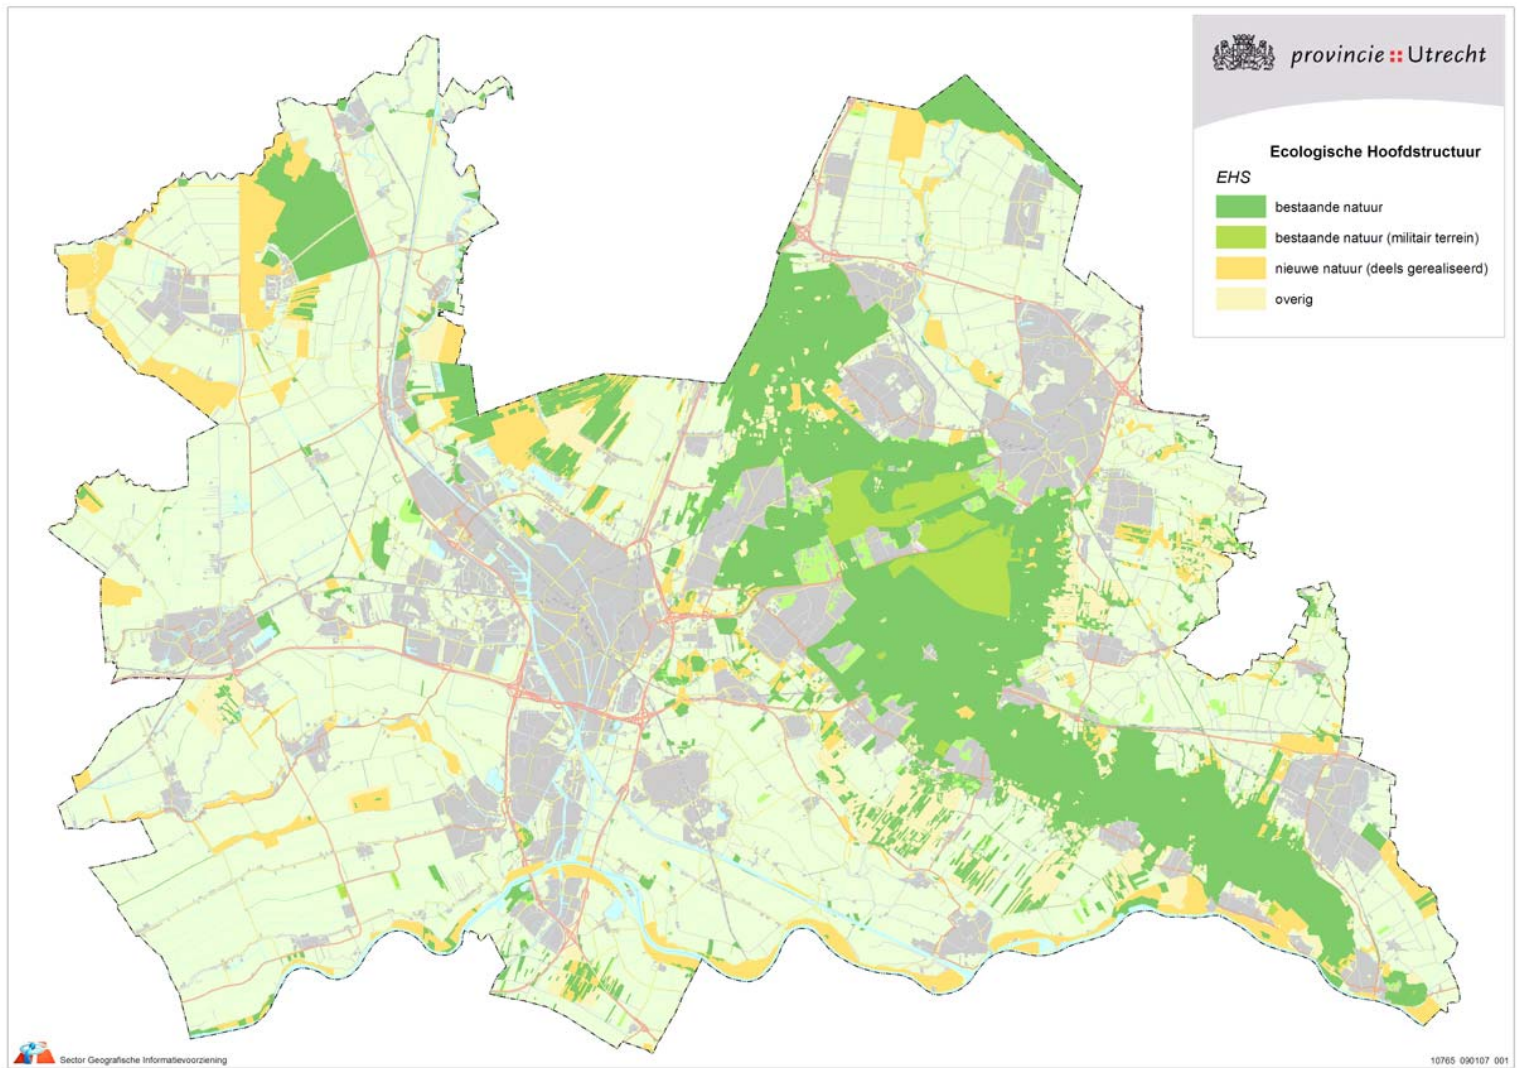 provincie Utrecht
Ecologische Hoofdstructuur
EHS
bestaande natuur
bestaande natuur (militair terrein)
nieuwe natuur (deels gerealiseerd)
overig
Sector Geografische Informatievoorziening
10765 090107 001